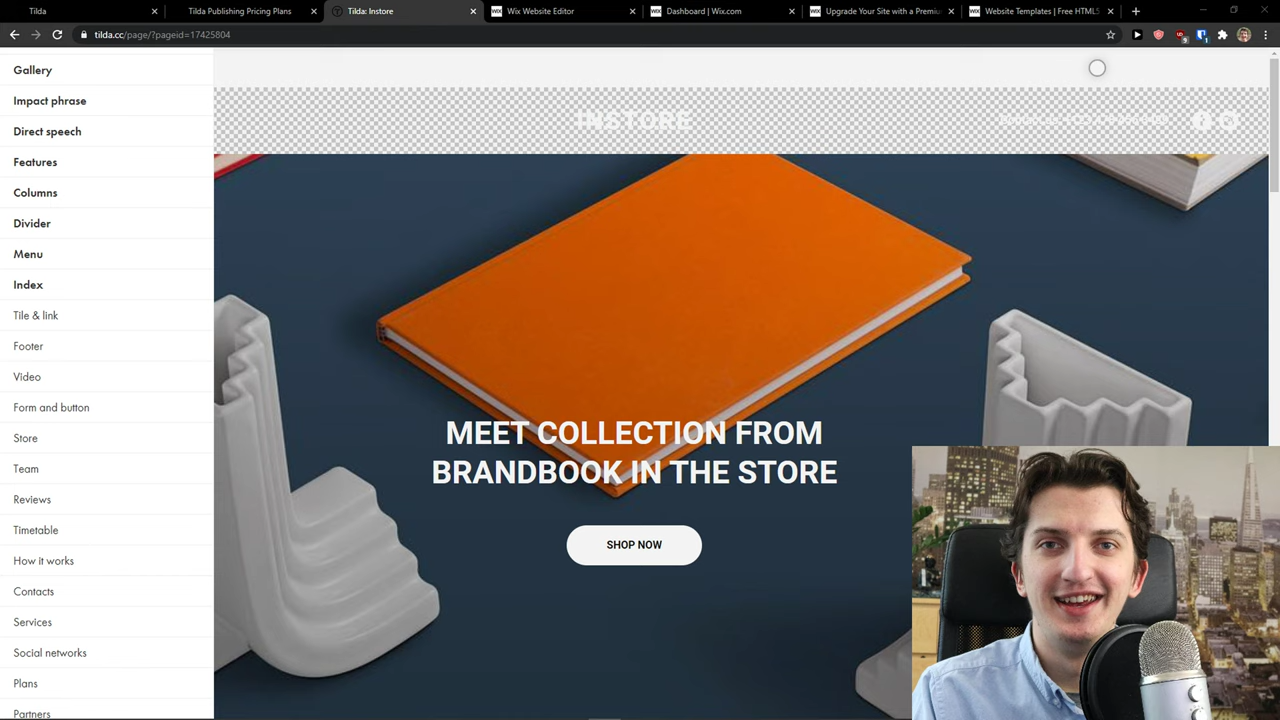 Tilda
Tilda Publishing Pricing Plans
Tilda: Instore
Wix Website Editor
Dashboard | Wix.com
Upgrade Your Site with a Premiu
Website Templates | Free HTML5
tilda.cc/page/?pageid=17425804
Gallery
Impact phrase
Direct speech
Features
Columns
Divider
Menu
Index
Tile & link
Footer
Video
Form and button
Store
Team
Reviews
Timetable
How it works
Contacts
Services
Social networks
Plans
Partners
INSTORE
MEET COLLECTION FROM
BRANDBOOK IN THE STORE
SHOP NOW